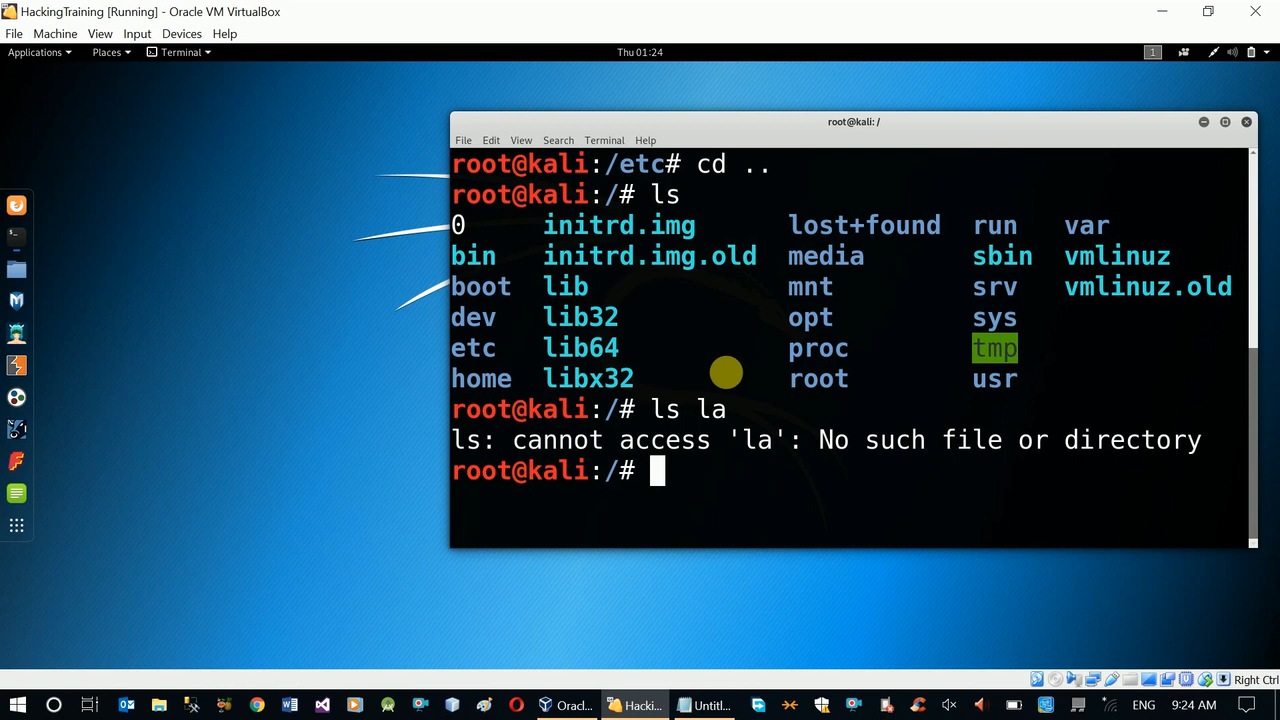 HackingTraining [Running] - Oracle VM VirtualBox
File Machine View Input Devices Help
Applications Places Terminal Thu 01:24 1
root@kali: /
File Edit View Search Terminal Help
root@kali:/etc# cd ..
root@kali:/# ls
0 initrd.img lost+found run var
bin initrd.img.old media sbin vmlinuz
boot lib mnt srv vmlinuz.old
dev lib32 opt sys
etc lib64 proc tmp
home libx32 root usr
root@kali:/# ls la
ls: cannot access 'la': No such file or directory
root@kali:/#
Right Ctrl
Oracl... Hacki... Untitl... ENG 9:24 AM